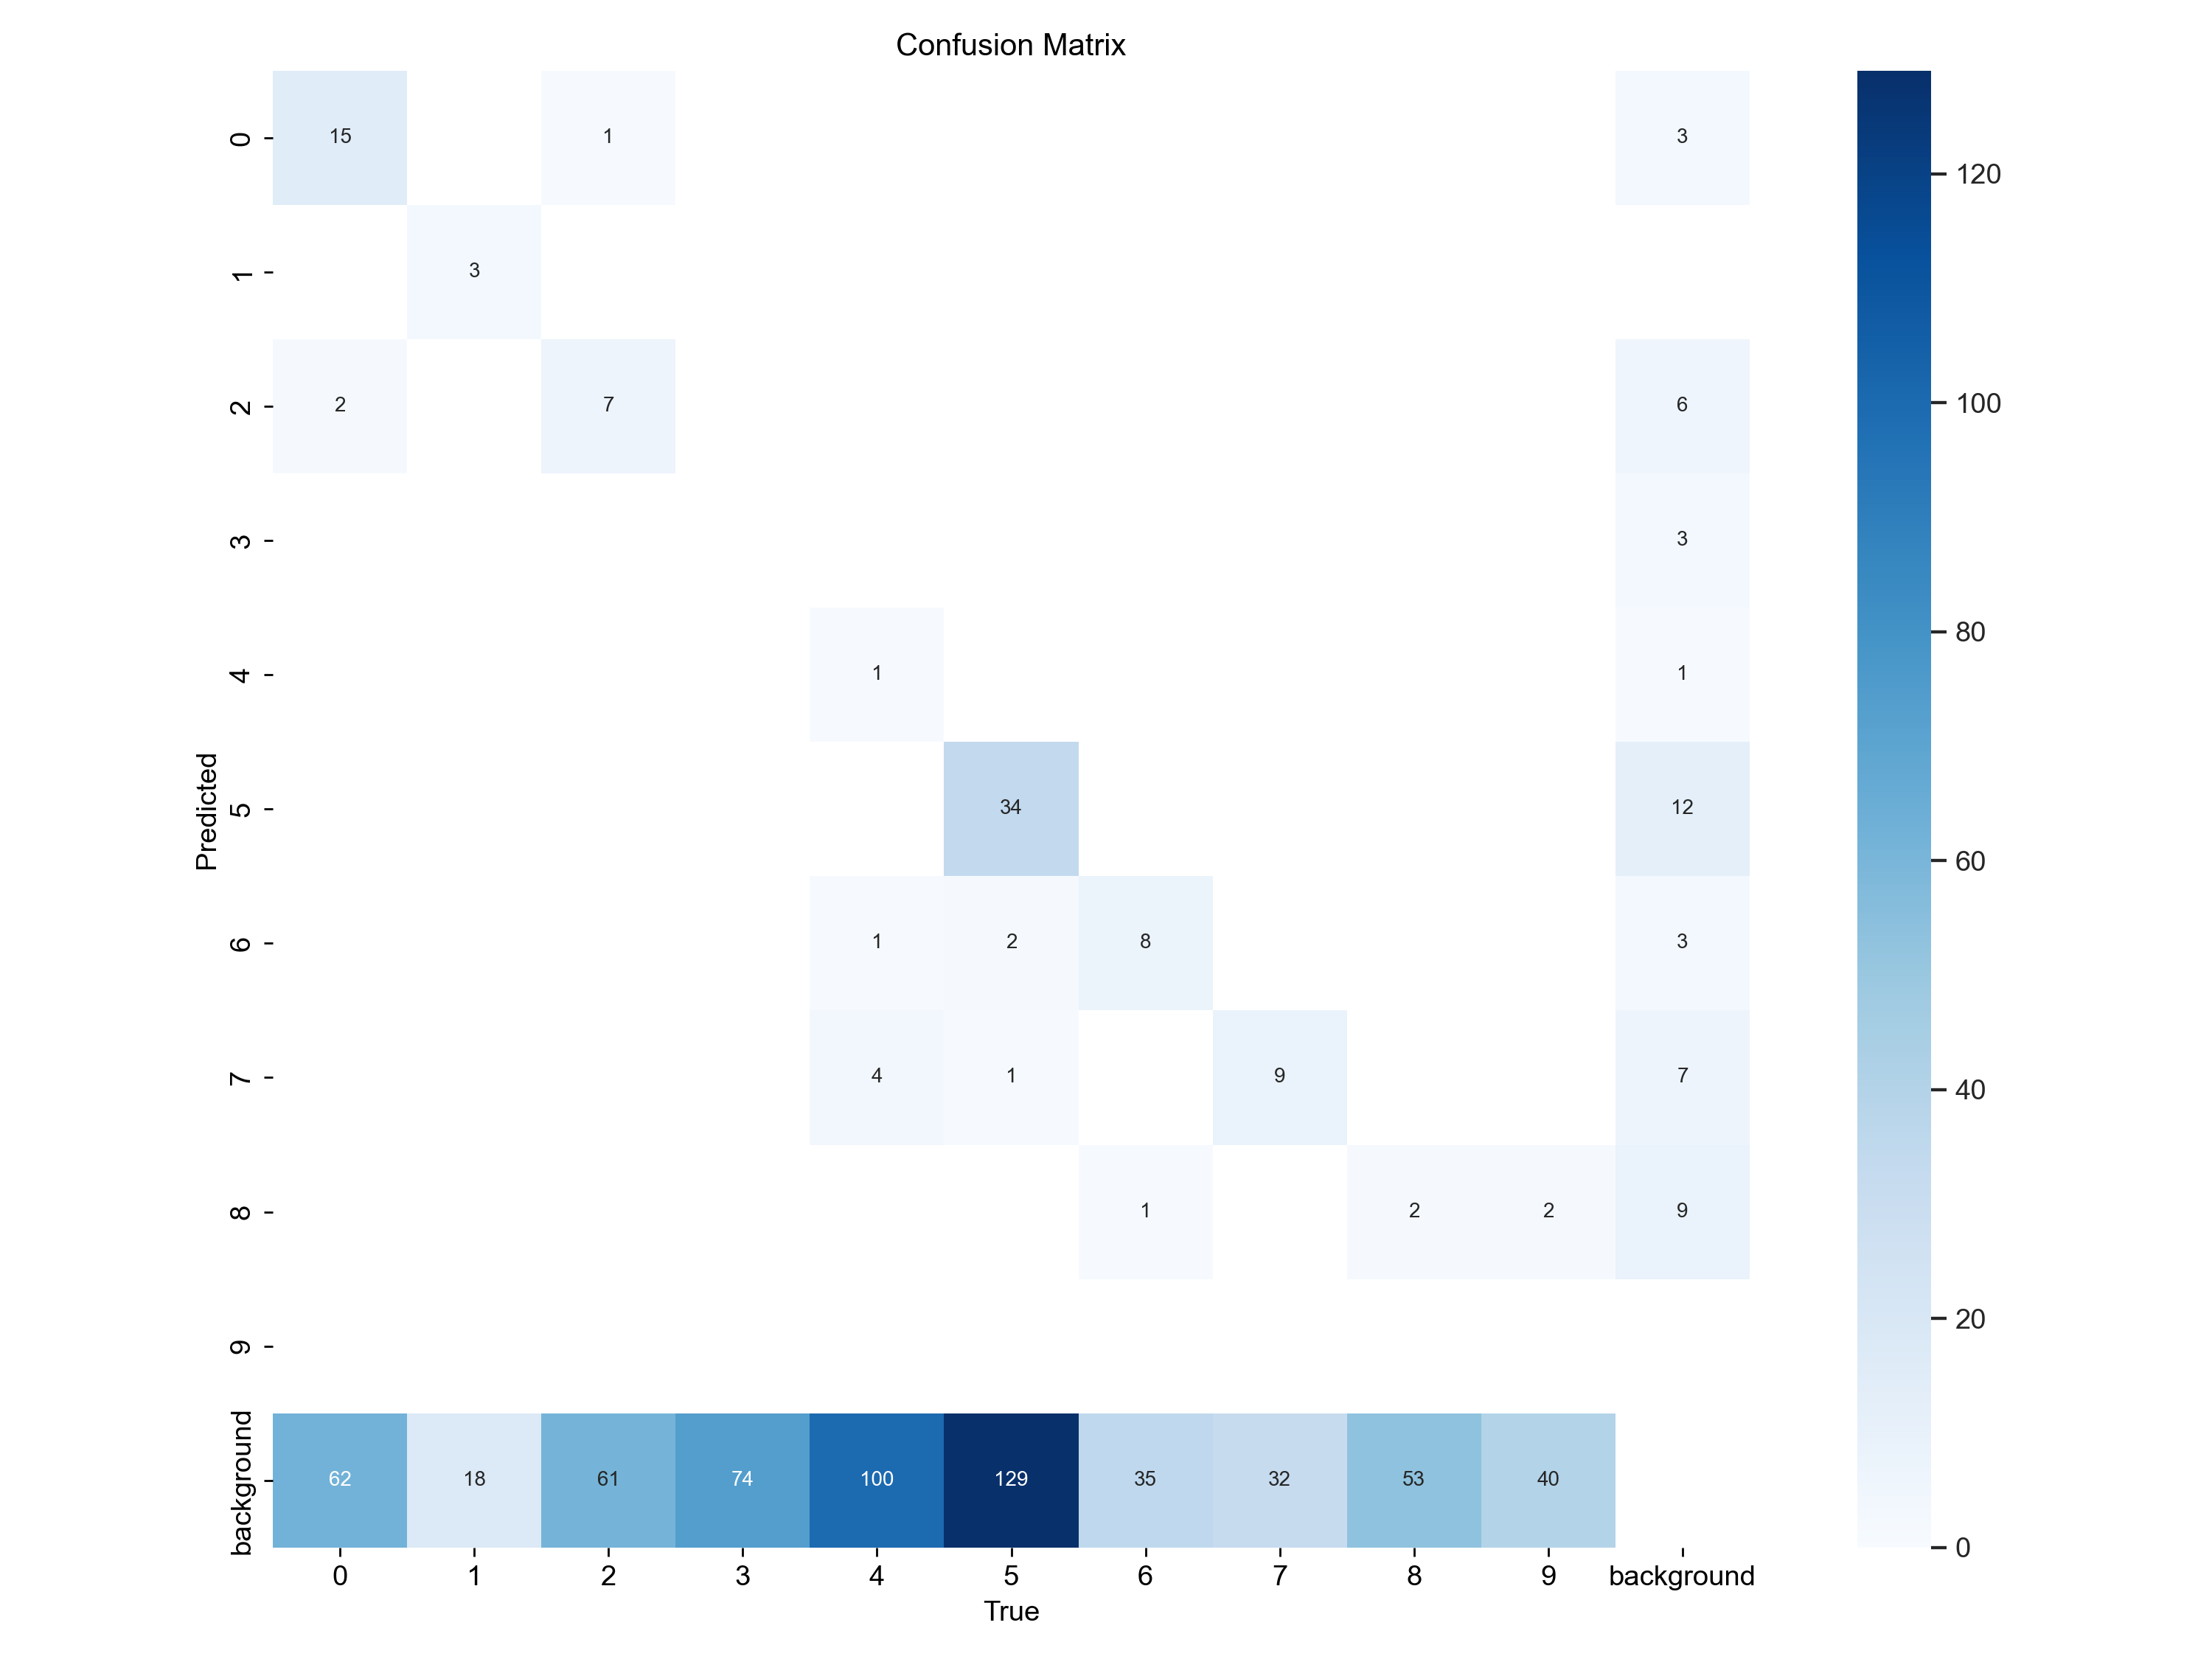 Confusion Matrix
0 15 1 3
1 3
2 2 7 6
3 3
4 1 1
5 34 12
6 1 2 8 3
7 4 1 9 7
8 1 2 2 9
9
background 62 18 61 74 100 129 35 32 53 40
0 1 2 3 4 5 6 7 8 9 background
True
Predicted
120
100
80
60
40
20
0